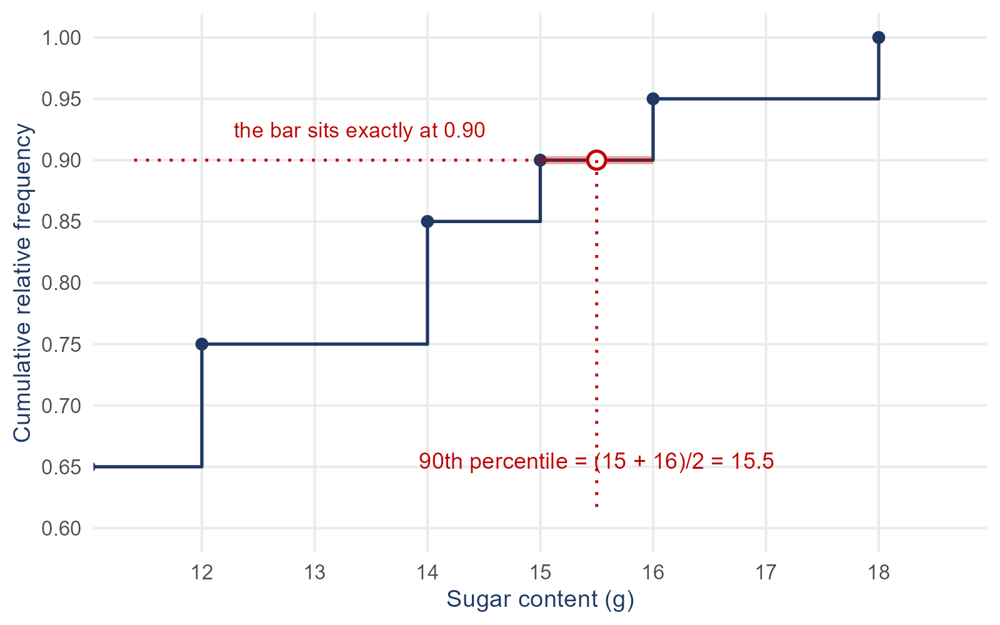 1.00
0.95
the bar sits exactly at 0.90
0.90
0.85
0.80
0.75
0.70
90th percentile = (15 + 16)/2 = 15.5
0.65
0.60
Cumulative relative frequency
12 13 14 15 16 17 18
Sugar content (g)